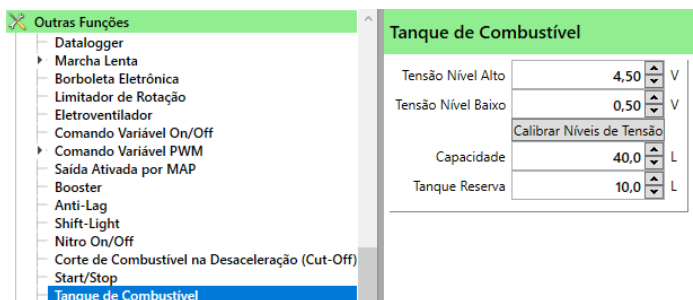 Outras Funções
Datalogger
Marcha Lenta
Borboleta Eletrônica
Limitador de Rotação
Eletroventilador
Comando Variável On/Off
Comando Variável PWM
Saída Ativada por MAP
Booster
Anti-Lag
Shift-Light
Nitro On/Off
Corte de Combustível na Desaceleração (Cut-Off)
Start/Stop
Tanque de Combustível
Tanque de Combustível
Tensão Nível Alto 4,50 V
Tensão Nível Baixo 0,50 V
Calibrar Níveis de Tensão
Capacidade 40,0 L
Tanque Reserva 10,0 L